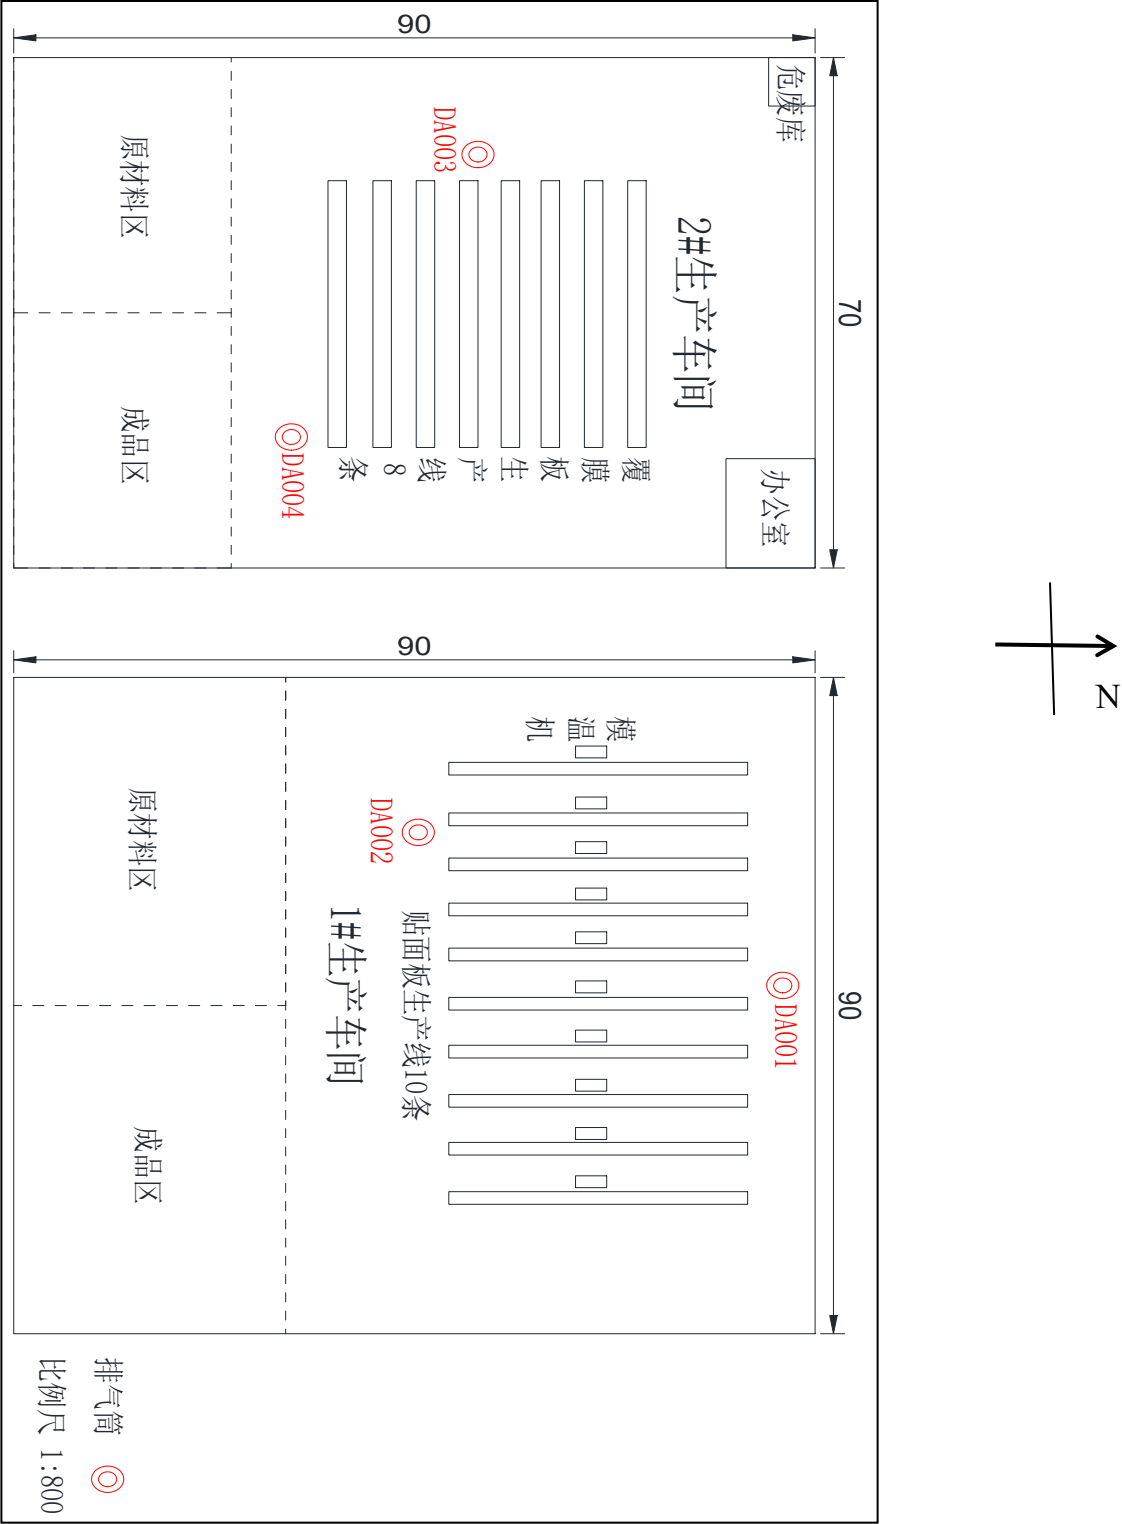 90
70
危废库
DA003
2#生产车间
覆膜板生产线8条
DA004
办公室
原材料区
成品区
N
90
90
模温机
DA002
DA001
贴面板生产线10条
1#生产车间
原材料区
成品区
排气筒
比例尺 1:800